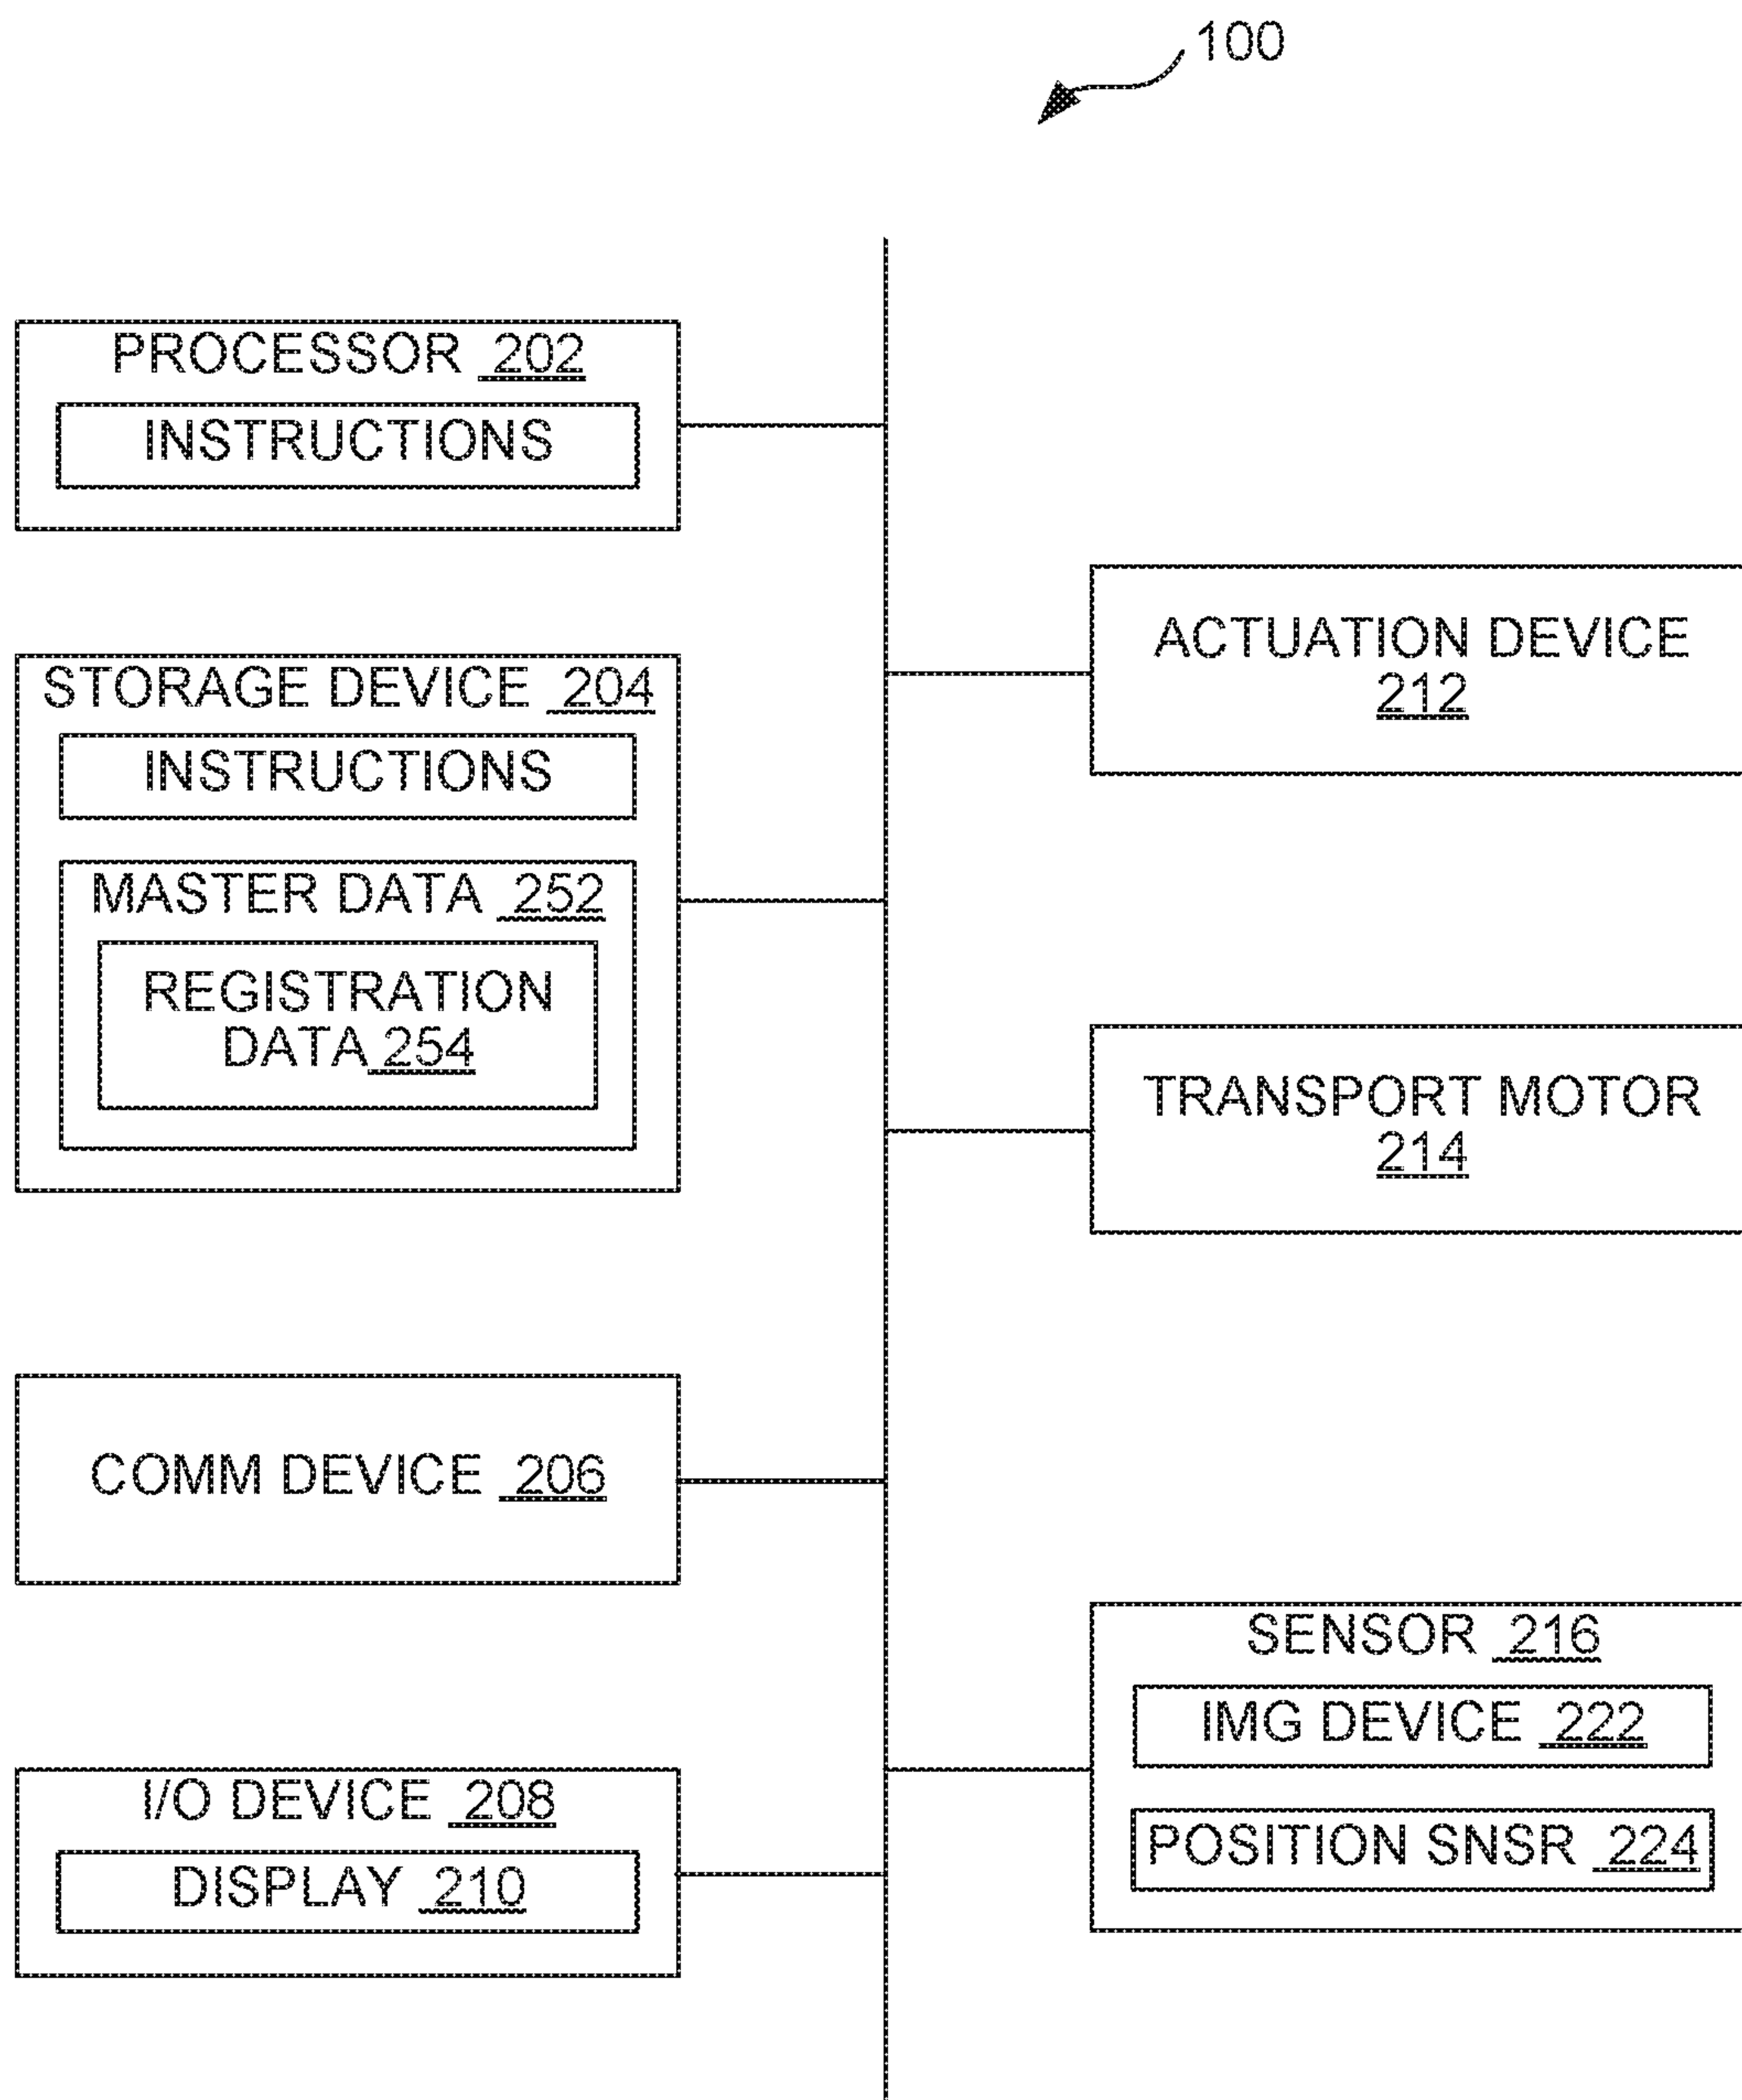 100
PROCESSOR 202
INSTRUCTIONS
STORAGE DEVICE 204
INSTRUCTIONS
MASTER DATA 252
REGISTRATION
DATA 254
COMM DEVICE 206
I/O DEVICE 208
DISPLAY 210
ACTUATION DEVICE
212
TRANSPORT MOTOR
214
SENSOR 216
IMG DEVICE 222
POSITION SNSR 224